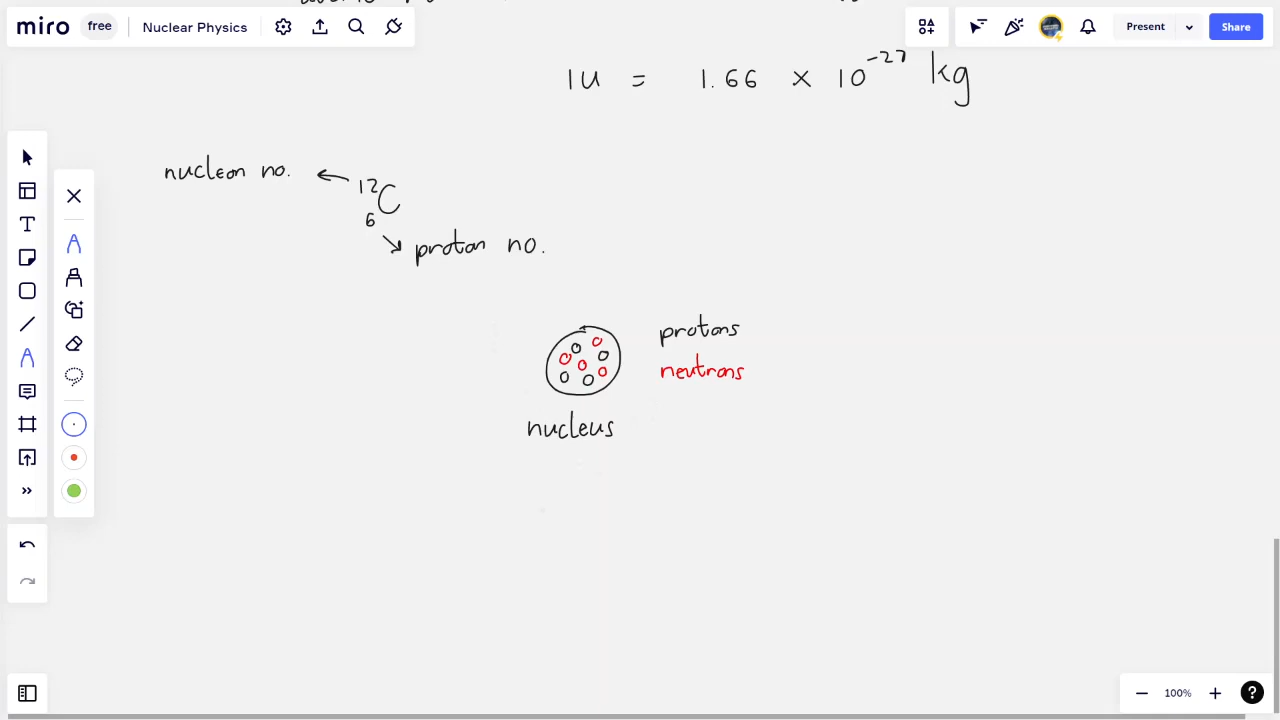 miro free Nuclear Physics Present Share
1u = 1.66 × 10⁻²⁷ kg
nucleon no. ← ¹²C
6
↘ proton no.
protons
neutrons
nucleus
100%